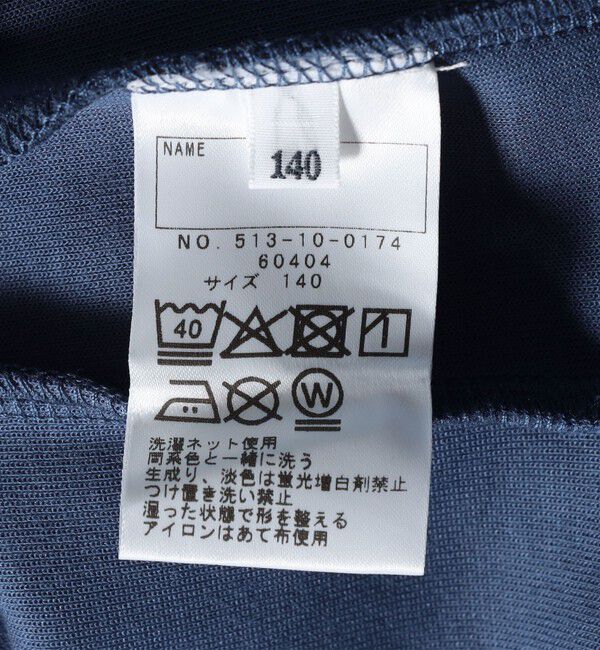 NAME
140
NO. 513-10-0174
60404
サイズ 140
40
W
洗濯ネット使用
同系色と一緒に洗う
生成り、淡色は蛍光増白剤禁止
つけ置き洗い禁止
湿った状態で形を整える
アイロンはあて布使用